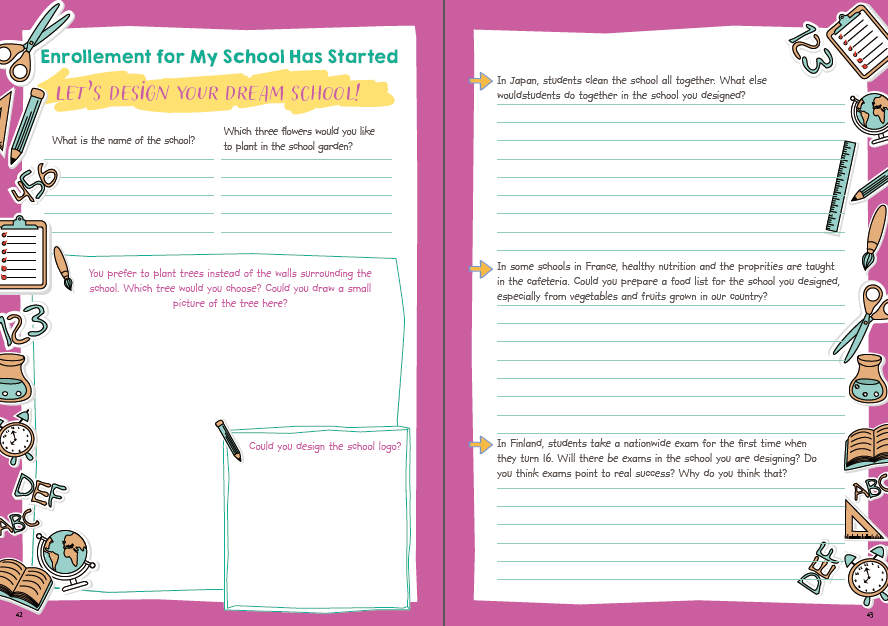 Enrollement for My School Has Started
LET'S DESIGN YOUR DREAM SCHOOL!
What is the name of the school?
Which three flowers would you like
to plant in the school garden?
456
You prefer to plant trees instead of the walls surrounding the
school. Which tree would you choose? Could you draw a small
picture of the tree here?
123
Could you design the school logo?
DEF
ABC
42
123
In Japan, students clean the school all together. What else
wouldstudents do together in the school you designed?
In some schools in France, healthy nutrition and the proprities are taught
in the cafeteria. Could you prepare a food list for the school you designed,
especially from vegetables and fruits grown in our country?
In Finland, students take a nationwide exam for the first time when
they turn 16. Will there be exams in the school you are designing? Do
you think exams point to real success? Why do you think that?
ABC
DEF
43